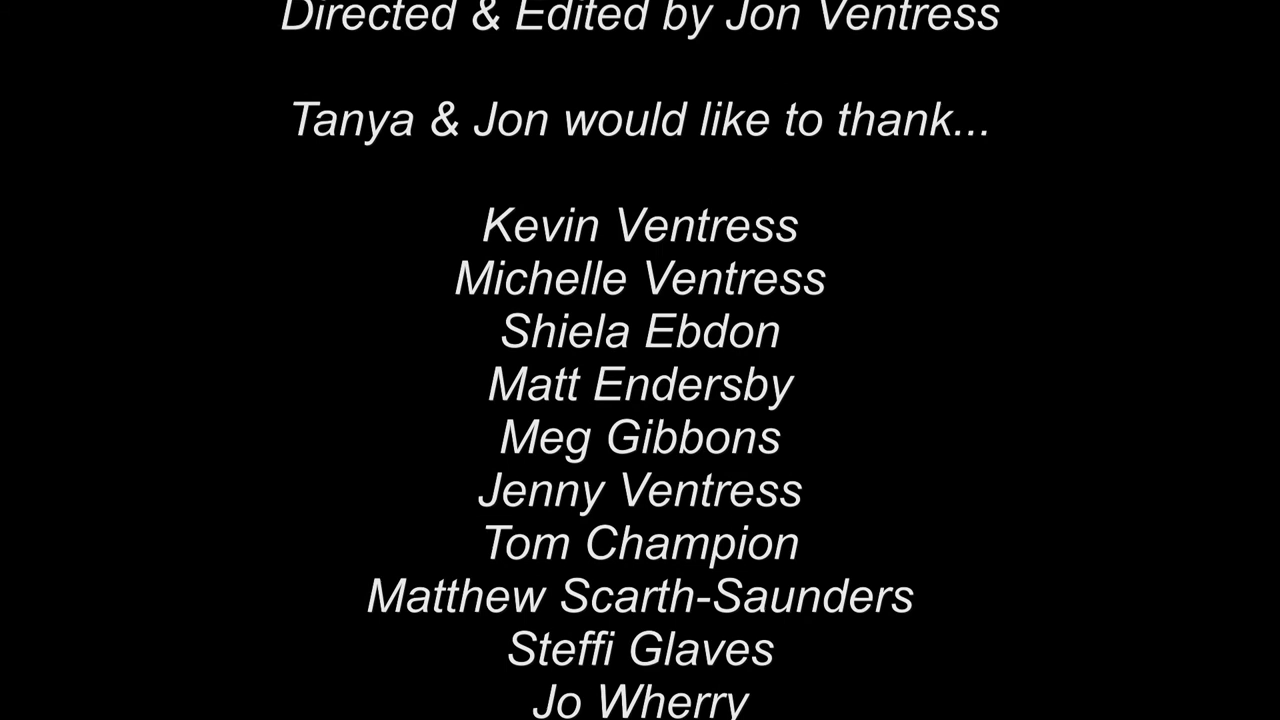 Directed & Edited by Jon Ventress
Tanya & Jon would like to thank...
Kevin Ventress
Michelle Ventress
Shiela Ebdon
Matt Endersby
Meg Gibbons
Jenny Ventress
Tom Champion
Matthew Scarth-Saunders
Steffi Glaves
Jo Wherry